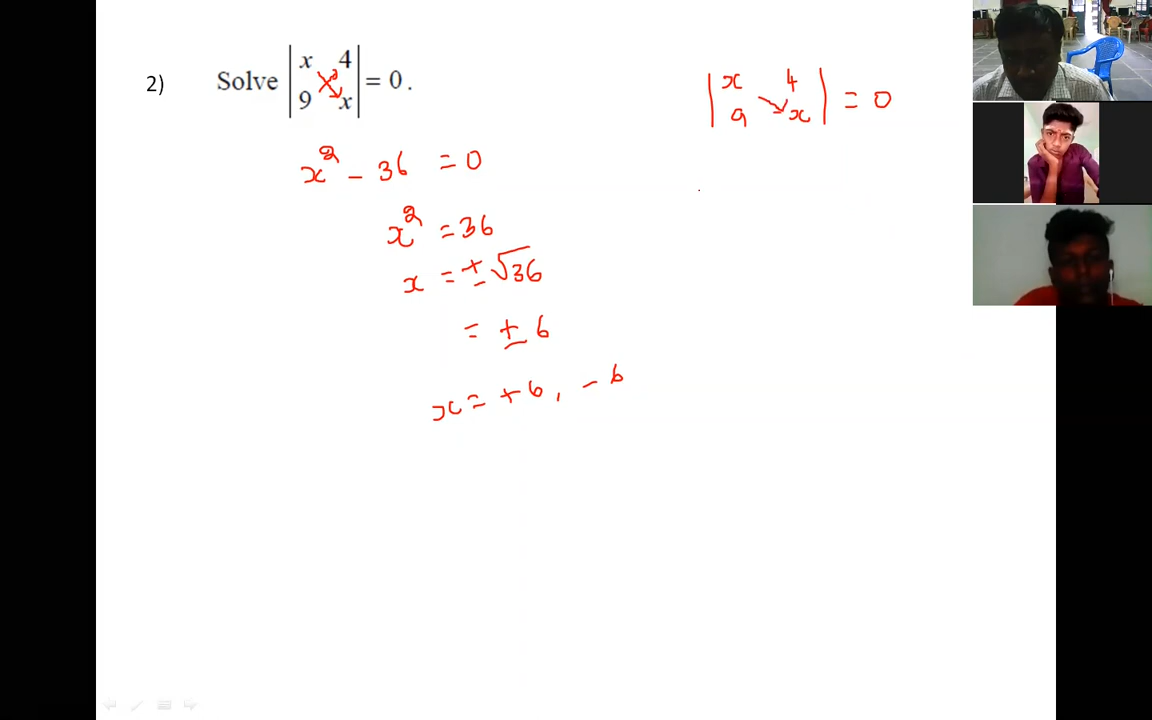 2) Solve | x 4 | = 0.
| 9 x |
x² - 36 = 0
x² = 36
x = ± √36
= ± 6
x = + 6, - 6
| x 4 | = 0
| 9 x |